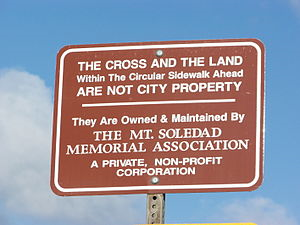 THE CROSS AND THE LAND
Within The Circular Sidewalk Ahead
ARE NOT CITY PROPERTY
They Are Owned & Maintained By
THE MT. SOLEDAD
MEMORIAL ASSOCIATION
A PRIVATE, NON-PROFIT
CORPORATION